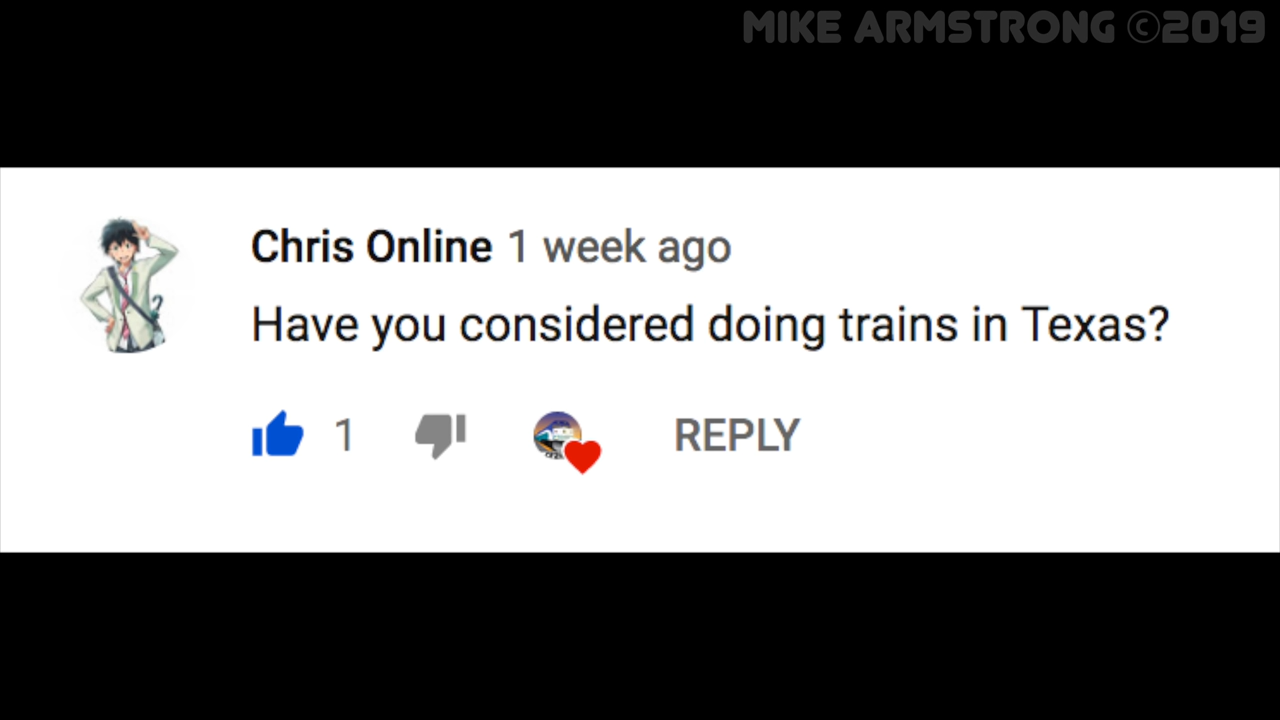 MIKE ARMSTRONG ©2019
Chris Online 1 week ago
Have you considered doing trains in Texas?
1
REPLY